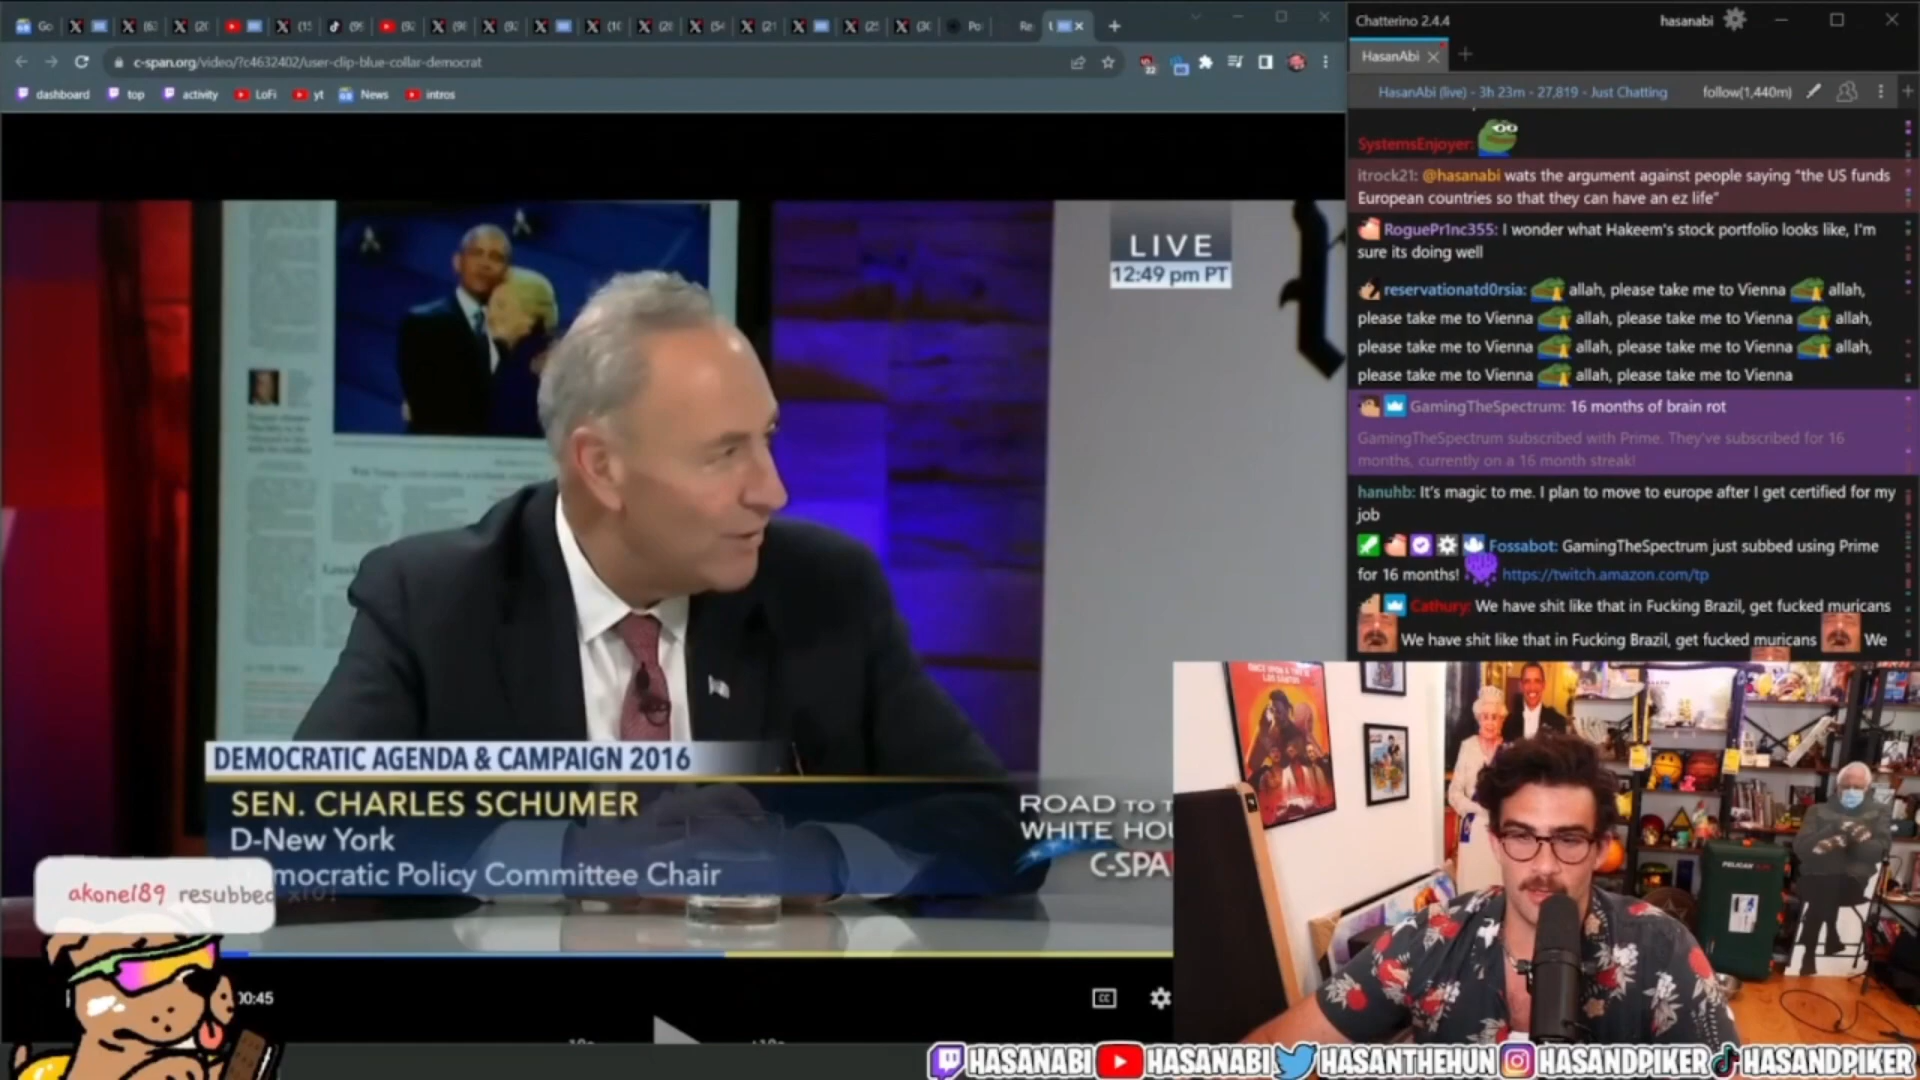 Go
c-span.org/video/?c4632402/user-clip-blue-collar-democrat
22
dashboard top activity LoFi yt News intros
LIVE
12:49 pm PT
DEMOCRATIC AGENDA & CAMPAIGN 2016
SEN. CHARLES SCHUMER
D-New York
mocratic Policy Committee Chair
ROAD TO T
WHITE HOU
C-SPA
akonel89 resubbed x10!
00:45
CC
Chatterino 2.4.4
hasanabi
HasanAbi
HasanAbi (live) - 3h 23m - 27,819 - Just Chatting follow(1,440m)
SystemsEnjoyer:
itrock21: @hasanabi wats the argument against people saying "the US funds
European countries so that they can have an ez life"
RoguePr1nc355: I wonder what Hakeem's stock portfolio looks like, I'm
sure its doing well
reservationatd0rsia: allah, please take me to Vienna allah,
please take me to Vienna allah, please take me to Vienna allah,
please take me to Vienna allah, please take me to Vienna allah,
please take me to Vienna allah, please take me to Vienna
GamingTheSpectrum: 16 months of brain rot
GamingTheSpectrum subscribed with Prime. They've subscribed for 16
months, currently on a 16 month streak!
hanuhb: It's magic to me. I plan to move to europe after I get certified for my
job
Fossabot: GamingTheSpectrum just subbed using Prime
for 16 months! https://twitch.amazon.com/tp
Cathury: We have shit like that in Fucking Brazil, get fucked muricans
We have shit like that in Fucking Brazil, get fucked muricans We
LOS SANTOS
PELICAN
HASANABI HASANABI HASANTHEHUN HASANDPIKER HASANDPIKER